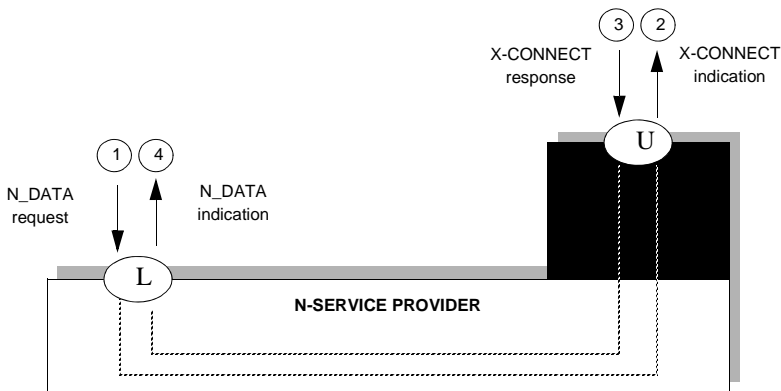 3 2
X-CONNECT
response
X-CONNECT
indication
U
1 4
N_DATA
request
N_DATA
indication
L
N-SERVICE PROVIDER